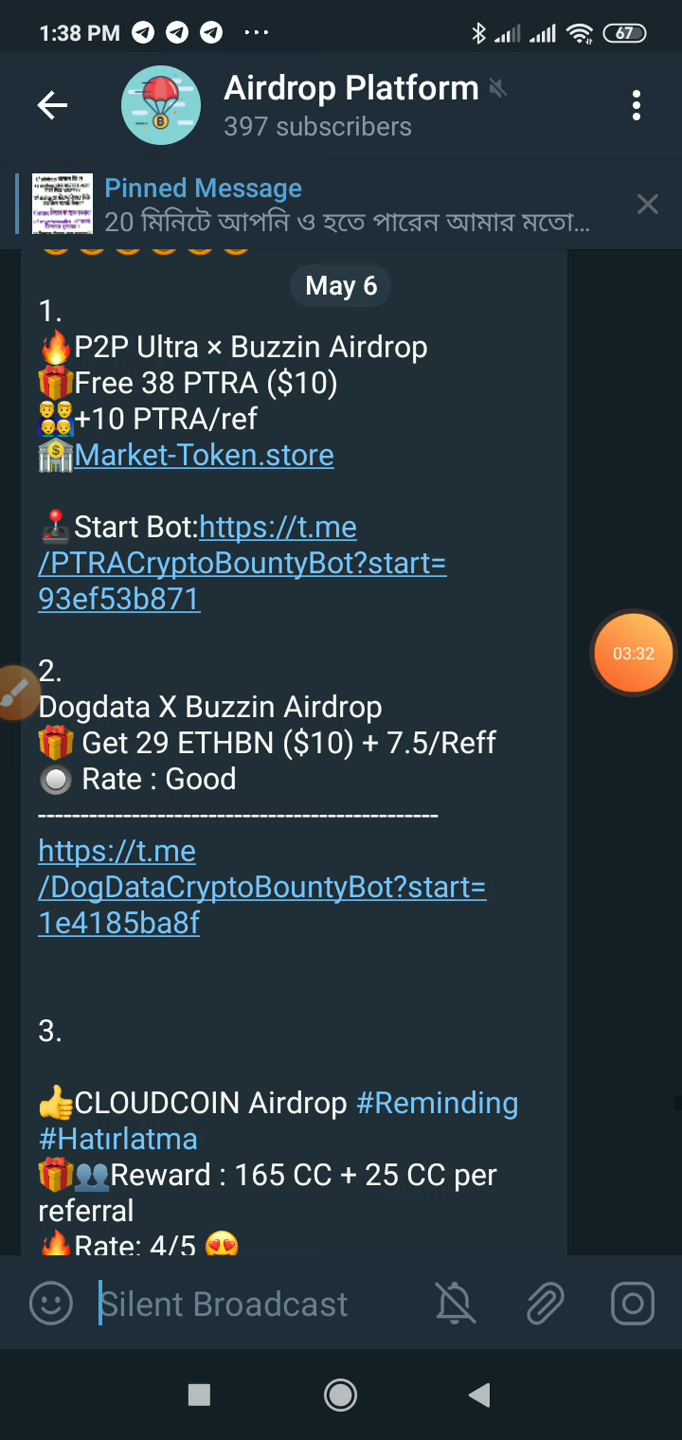 1:38 PM ... 67
Airdrop Platform
397 subscribers
Pinned Message
20 মিনিটে আপনি ও হতে পারেন আমার মতো...
May 6
1.
🔥P2P Ultra × Buzzin Airdrop
🎁Free 38 PTRA ($10)
👨‍👨‍👦‍👦+10 PTRA/ref
🏦Market-Token.store
🕹Start Bot:https://t.me
/PTRACryptoBountyBot?start=
93ef53b871
03:32
2.
Dogdata X Buzzin Airdrop
🎁 Get 29 ETHBN ($10) + 7.5/Reff
🔘 Rate : Good
-----------------------------------------------
https://t.me
/DogDataCryptoBountyBot?start=
1e4185ba8f
3.
👍CLOUDCOIN Airdrop #Reminding
#Hatırlatma
🎁👥Reward : 165 CC + 25 CC per
referral
🔥Rate: 4/5 😍
Silent Broadcast